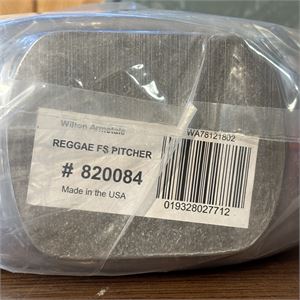 Wilton Armetale
WA78121802
REGGAE FS PITCHER
# 820084
Made in the USA
019328027712